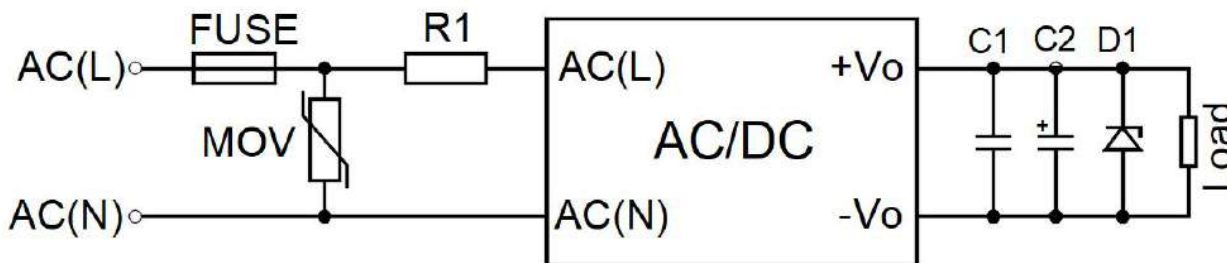 FUSE R1 C1 C2 D1
AC(L) AC(L) +Vo
MOV AC/DC + Load
AC(N) AC(N) -Vo